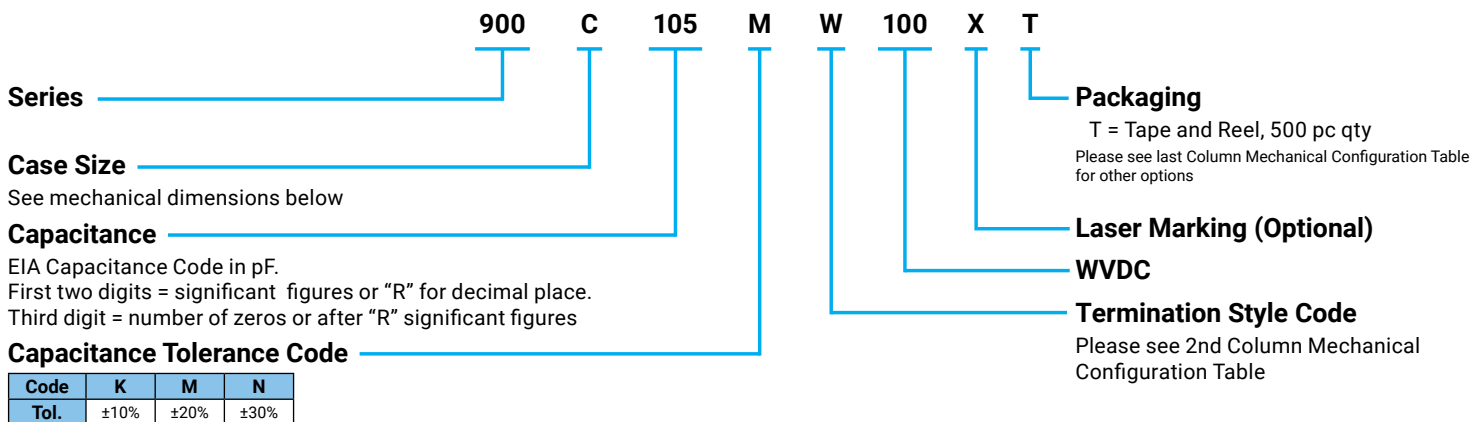 900 C 105 M W 100 X T
Series
Case Size
See mechanical dimensions below
Capacitance
EIA Capacitance Code in pF.
First two digits = significant figures or “R” for decimal place.
Third digit = number of zeros or after “R” significant figures
Capacitance Tolerance Code
Code K M N
Tol. ±10% ±20% ±30%
Packaging
T = Tape and Reel, 500 pc qty
Please see last Column Mechanical Configuration Table
for other options
Laser Marking (Optional)
WVDC
Termination Style Code
Please see 2nd Column Mechanical
Configuration Table